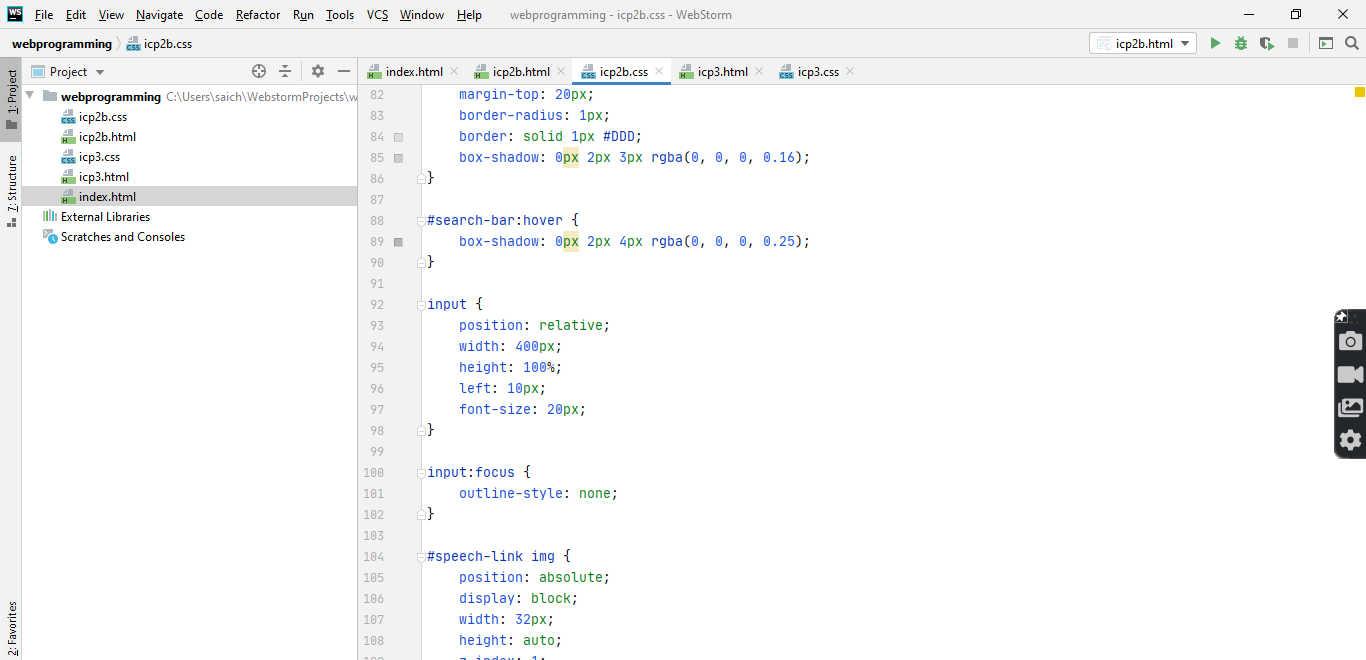 WS File Edit View Navigate Code Refactor Run Tools VCS Window Help webprogramming - icp2b.css - WebStorm
webprogramming icp2b.css icp2b.html
1: Project
7: Structure
2: Favorites
Project
webprogramming C:\Users\saich\WebstormProjects\w
icp2b.css
icp2b.html
icp3.css
icp3.html
index.html
External Libraries
Scratches and Consoles
index.html icp2b.html icp2b.css icp3.html icp3.css
82 margin-top: 20px;
83 border-radius: 1px;
84 border: solid 1px #DDD;
85 box-shadow: 0px 2px 3px rgba(0, 0, 0, 0.16);
86 }
87
88 #search-bar:hover {
89 box-shadow: 0px 2px 4px rgba(0, 0, 0, 0.25);
90 }
91
92 input {
93 position: relative;
94 width: 400px;
95 height: 100%;
96 left: 10px;
97 font-size: 20px;
98 }
99
100 input:focus {
101 outline-style: none;
102 }
103
104 #speech-link img {
105 position: absolute;
106 display: block;
107 width: 32px;
108 height: auto;
109 z-index: 1;